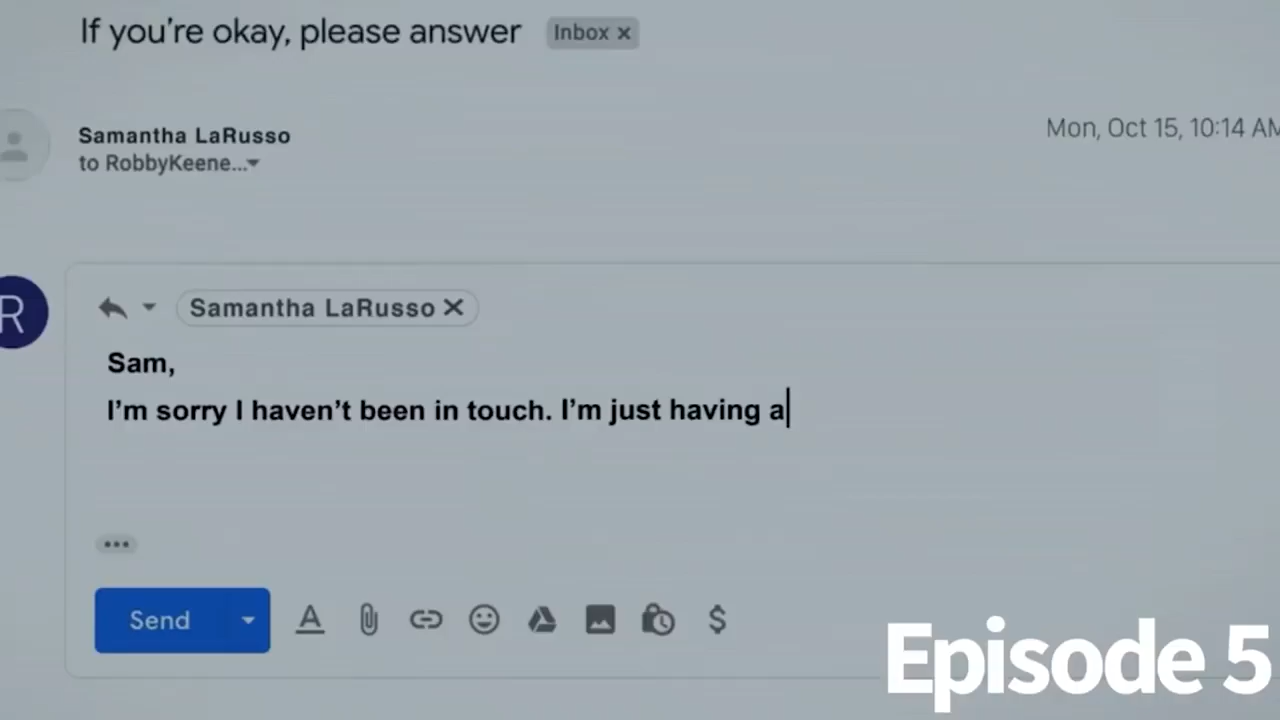 If you're okay, please answer Inbox ×
Samantha LaRusso
Mon, Oct 15, 10:14 AM
to RobbyKeene...
R
Samantha LaRusso ×
Sam,
I'm sorry I haven't been in touch. I'm just having a
Send
Episode 5